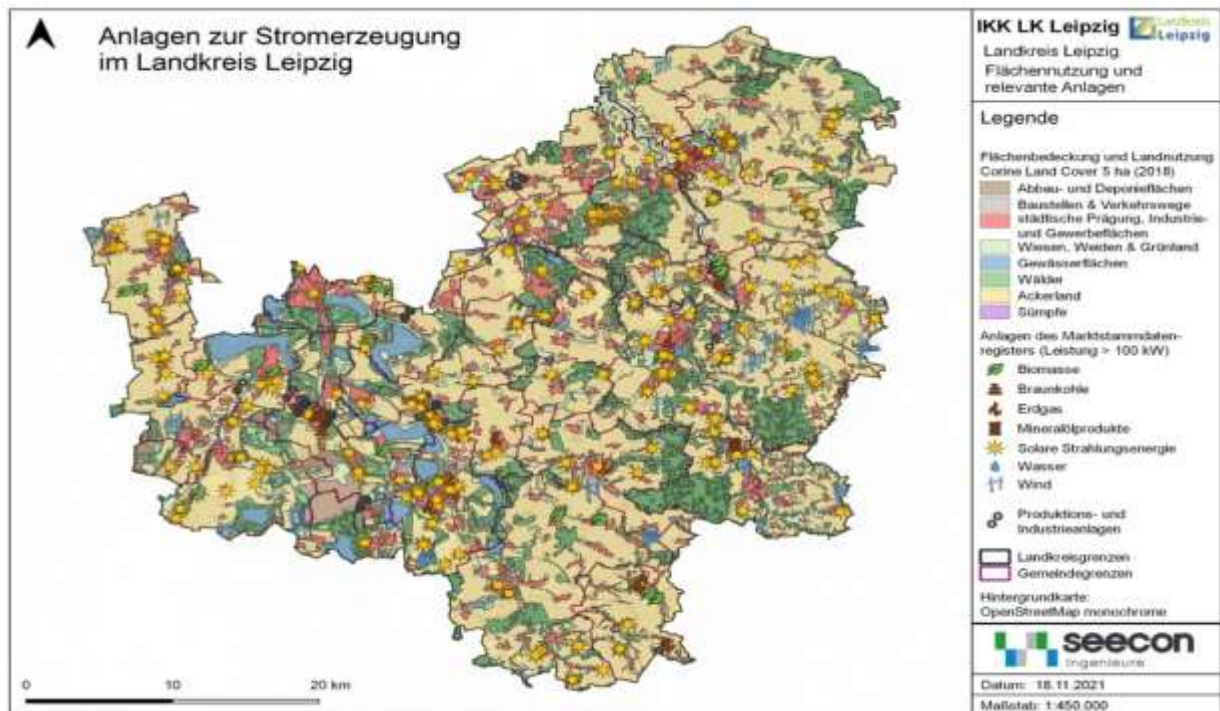 Anlagen zur Stromerzeugung
im Landkreis Leipzig
0 10 20 km
IKK LK Leipzig
Landkreis
Leipzig
Landkreis Leipzig
Flächennutzung und
relevante Anlagen
Legende
Flächenbedeckung und Landnutzung
Corine Land Cover 5 ha (2018)
Abbau- und Deponieflächen
Baustellen & Verkehrswege
städtische Prägung, Industrie-
und Gewerbeflächen
Wiesen, Weiden & Grünland
Gewässerflächen
Wälder
Ackerland
Sümpfe
Anlagen des Marktstammdaten-
registers (Leistung > 100 kW)
Biomasse
Braunkohle
Erdgas
Mineralölprodukte
Solare Strahlungsenergie
Wasser
Wind
Produktions- und
Industrieanlagen
Landkreisgrenzen
Gemeindegrenzen
Hintergrundkarte:
OpenStreetMap monochrome
seecon
Ingenieure
Datum: 18.11.2021
Maßstab: 1:450.000